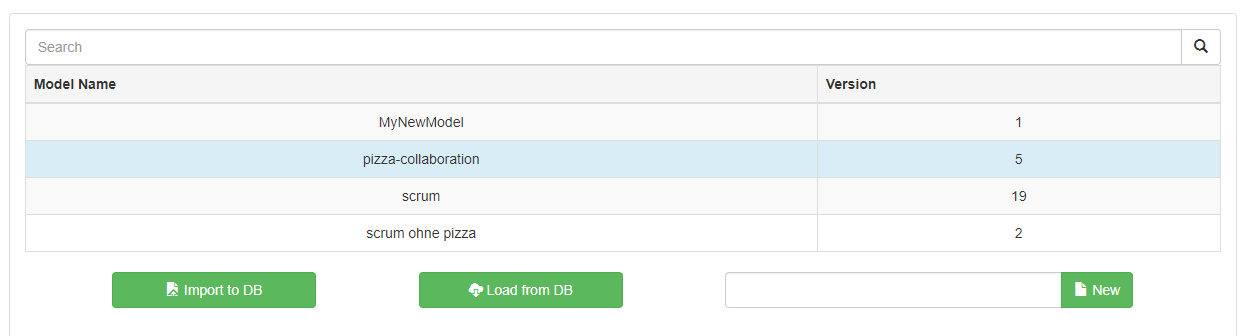 Search
Model Name Version
MyNewModel 1
pizza-collaboration 5
scrum 19
scrum ohne pizza 2
Import to DB Load from DB New